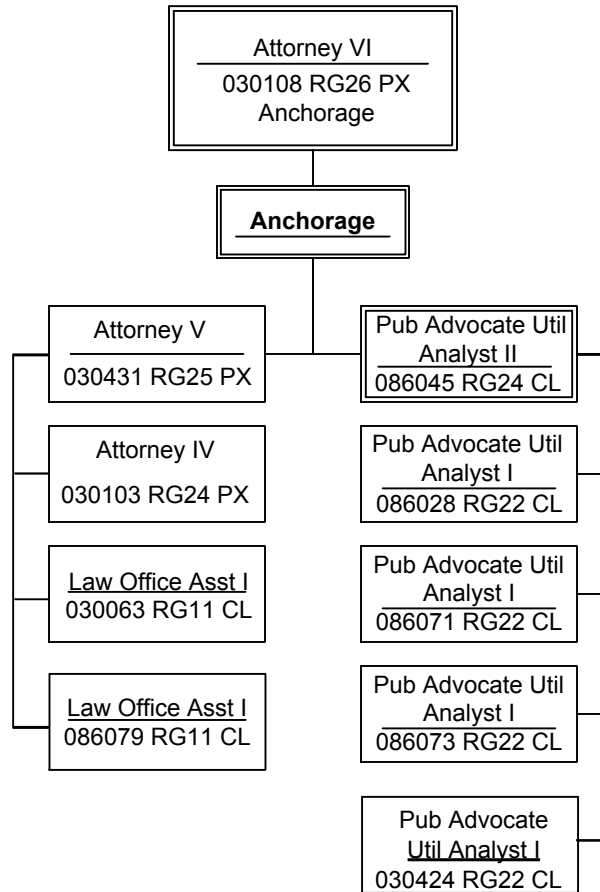 Attorney VI
030108 RG26 PX
Anchorage
Anchorage
Attorney V
030431 RG25 PX
Attorney IV
030103 RG24 PX
Law Office Asst I
030063 RG11 CL
Law Office Asst I
086079 RG11 CL
Pub Advocate Util
Analyst II
086045 RG24 CL
Pub Advocate Util
Analyst I
086028 RG22 CL
Pub Advocate Util
Analyst I
086071 RG22 CL
Pub Advocate Util
Analyst I
086073 RG22 CL
Pub Advocate
Util Analyst I
030424 RG22 CL